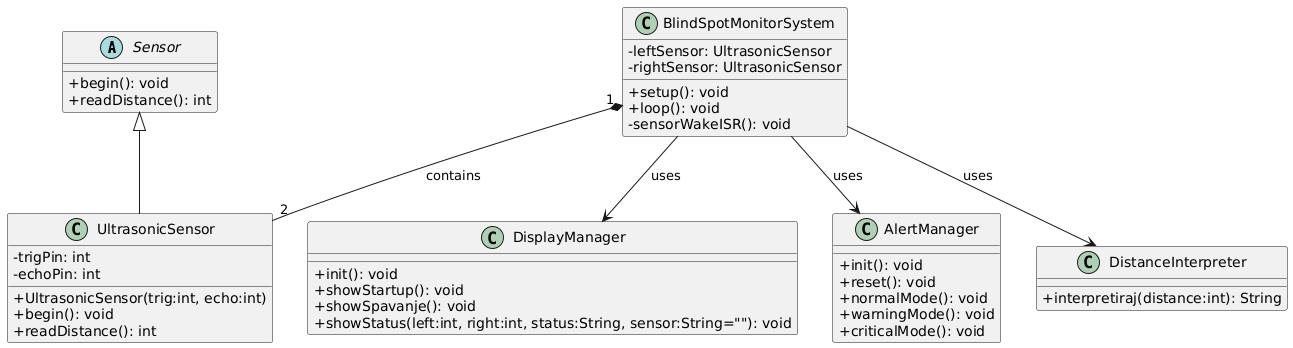 A Sensor
+begin(): void
+readDistance(): int
C BlindSpotMonitorSystem
-leftSensor: UltrasonicSensor
-rightSensor: UltrasonicSensor
+setup(): void
+loop(): void
-sensorWakeISR(): void
1
contains
uses
uses
uses
2
C UltrasonicSensor
-trigPin: int
-echoPin: int
+UltrasonicSensor(trig:int, echo:int)
+begin(): void
+readDistance(): int
C DisplayManager
+init(): void
+showStartup(): void
+showSpavanje(): void
+showStatus(left:int, right:int, status:String, sensor:String=""): void
C AlertManager
+init(): void
+reset(): void
+normalMode(): void
+warningMode(): void
+criticalMode(): void
C DistanceInterpreter
+interpretiraj(distance:int): String